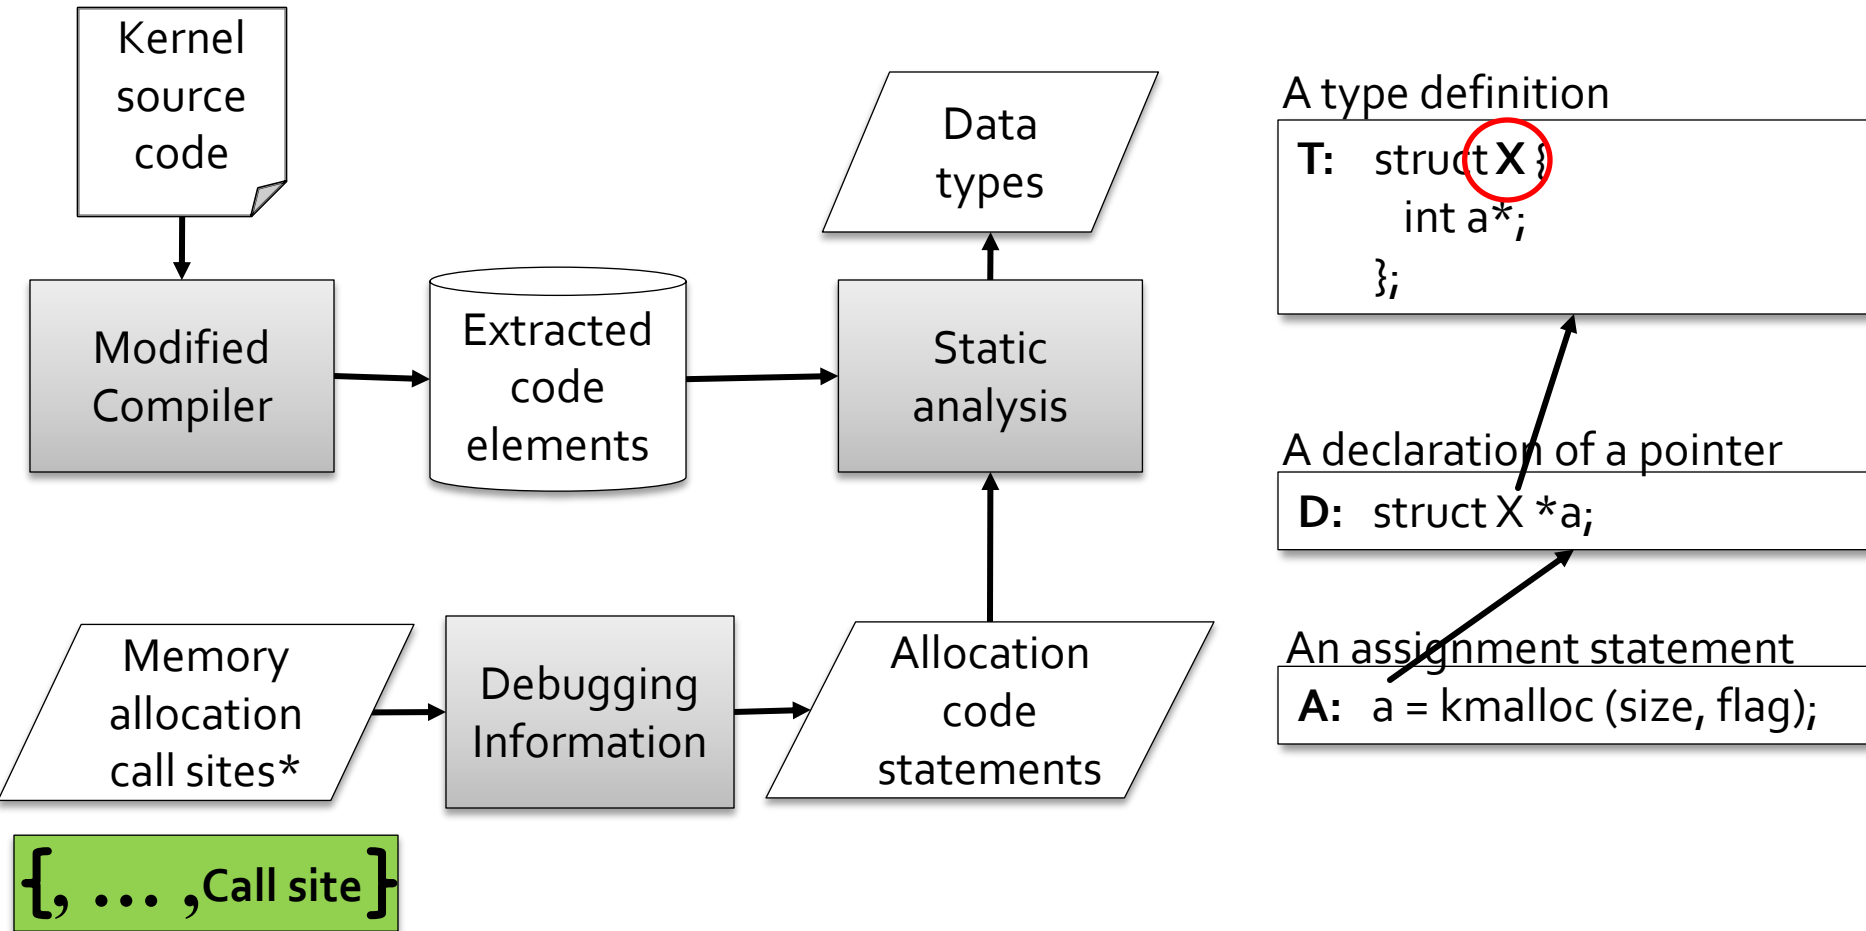 Kernel
source
code
Data
types
Modified
Compiler
Extracted
code
elements
Static
analysis
Memory
allocation
call sites*
Debugging
Information
Allocation
code
statements
{, ... ,Call site}
A type definition
T: struct X {
int a*;
};
A declaration of a pointer
D: struct X *a;
An assignment statement
A: a = kmalloc (size, flag);